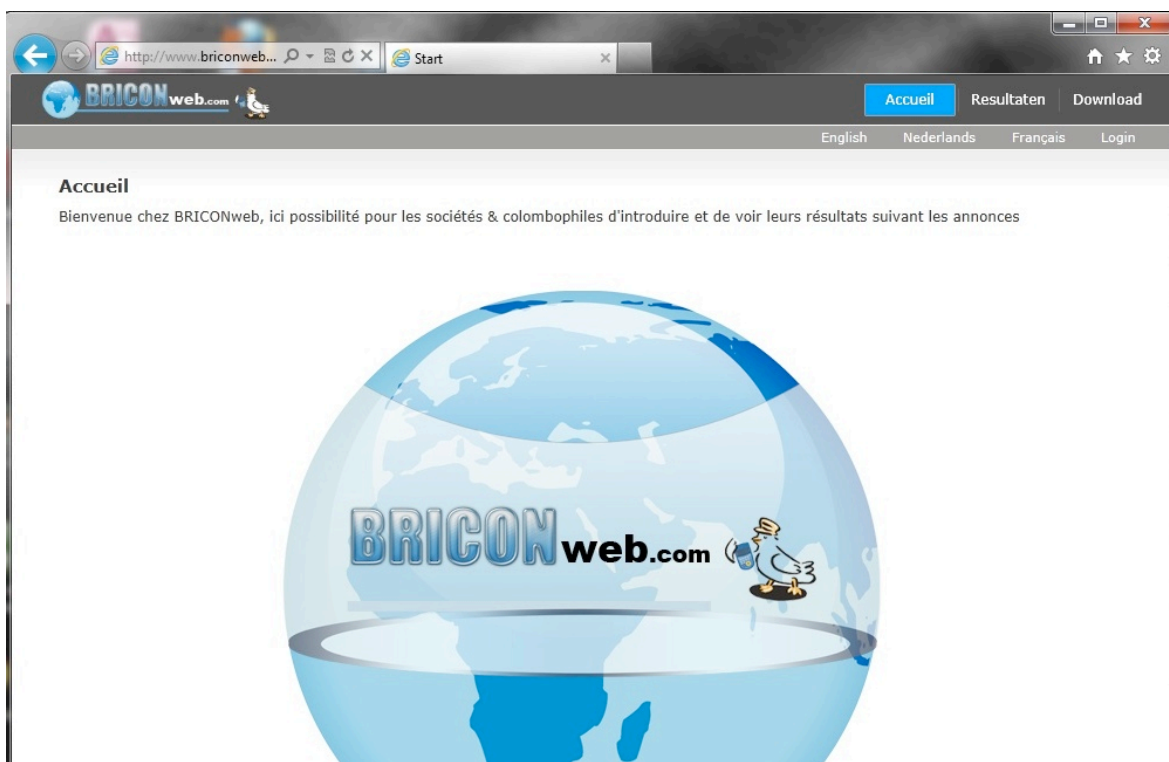 http://www.briconweb...
Start
BRICONweb.com
Accueil Resultaten Download
English Nederlands Français Login
Accueil
Bienvenue chez BRICONweb, ici possibilité pour les sociétés & colombophiles d'introduire et de voir leurs résultats suivant les annonces
BRICONweb.com